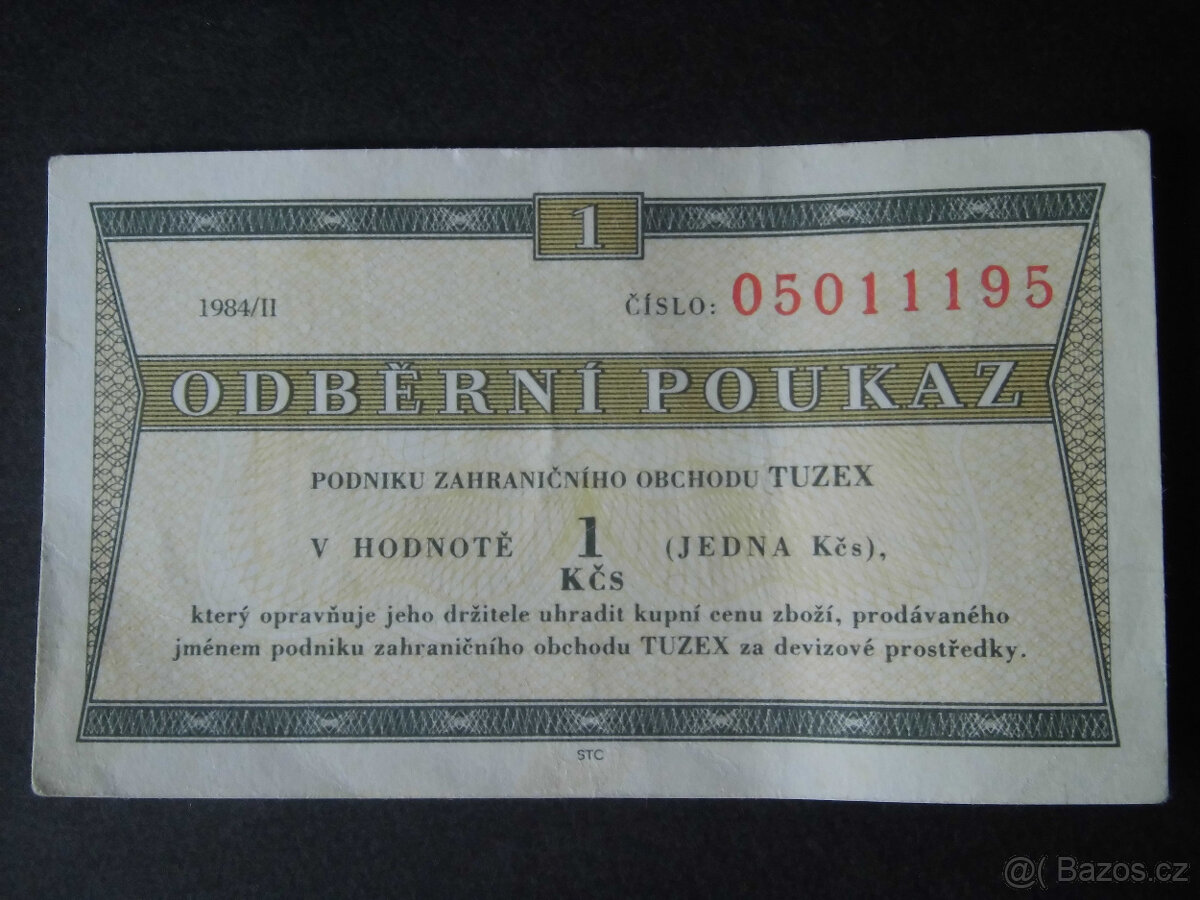 1
1984/II
ČÍSLO: 05011195
ODBĚRNÍ POUKAZ
PODNIKU ZAHRANIČNÍHO OBCHODU TUZEX
V HODNOTĚ 1 (JEDNA Kčs),
KČS
který opravňuje jeho držitele uhradit kupní cenu zboží, prodávaného
jménem podniku zahraničního obchodu TUZEX za devizové prostředky.
STC
@( Bazos.cz